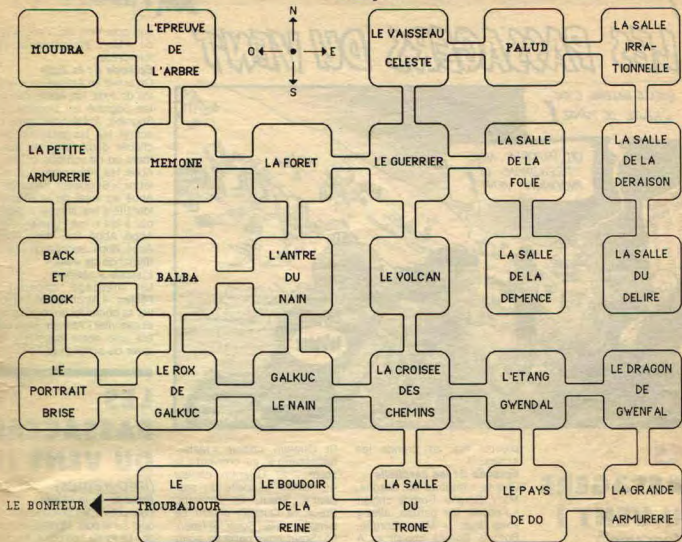 N
O E
S
MOUDRA
L'EPREUVE
DE
L'ARBRE
LE VAISSEAU
CELESTE
PALUD
LA SALLE
IRRA-
TIONNELLE
LA PETITE
ARMURERIE
MEMONE
LA FORET
LE GUERRIER
LA SALLE
DE LA
FOLIE
LA SALLE
DE LA
DERAISON
BACK
ET
BOCK
BALBA
L'ANTRE
DU
NAIN
LE VOLCAN
LA SALLE
DE LA
DEMENCE
LA SALLE
DU
DELIRE
LE
PORTRAIT
BRISE
LE ROX
DE
GALKUC
GALKUC
LE NAIN
LA CROISEE
DES
CHEMINS
L'ETANG
GWENDAL
LE DRAGON
DE
GWENFAL
LE BONHEUR
LE
TROUBADOUR
LE BOUDOIR
DE LA
REINE
LA SALLE
DU
TRONE
LE PAYS
DE DO
LA GRANDE
ARMURERIE
LES PASSAGERS DU VENT